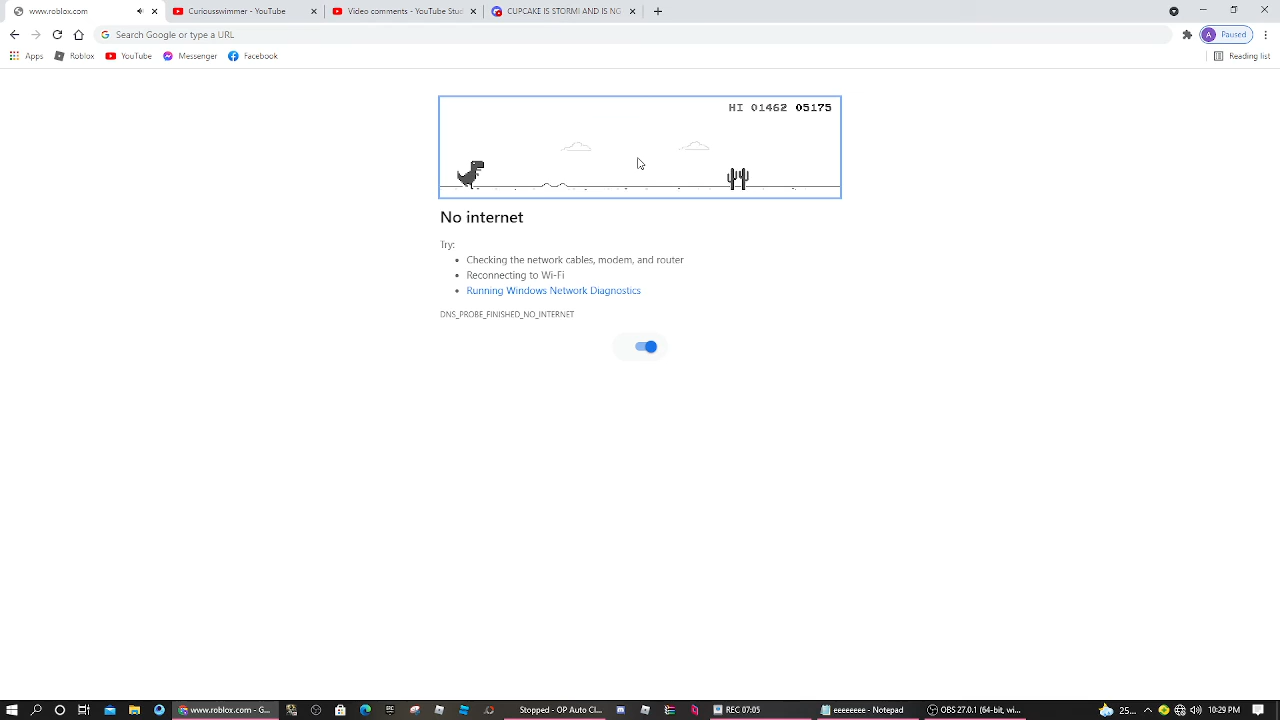 www.roblox.com
Curiousswimmer - YouTube
Video comments - YouTube Stud
CUPCAKE IS STORMI AND IS NG
Search Google or type a URL
A Paused
Apps
Roblox
YouTube
Messenger
Facebook
Reading list
HI 01462 05175
No internet
Try:
Checking the network cables, modem, and router
Reconnecting to Wi-Fi
Running Windows Network Diagnostics
DNS_PROBE_FINISHED_NO_INTERNET
www.roblox.com - G...
Stopped - OP Auto Cl...
REC 07:05
eeeeeee - Notepad
OBS 27.0.1 (64-bit, wi...
25...
10:29 PM